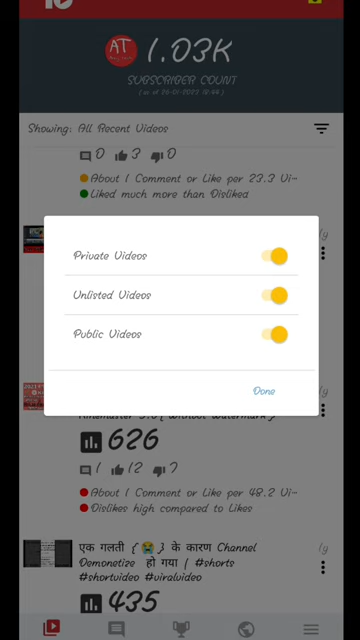 AT
1.03K
SUBSCRIBER COUNT
Showing: All Recent Videos
0 3 0
About 1 Comment or Like per 23.3 Vi-
Liked much more than Disliked
1y
Private Videos
Unlisted Videos
Public Videos
Done
626
1 12 7
About 1 Comment or Like per 48.2 Vi-
Dislikes high compared to Likes
एक गलती { 😭 } के कारण Channel
Demonetize हो गया | #shorts
#shortvideo #viralvideo
1y
435